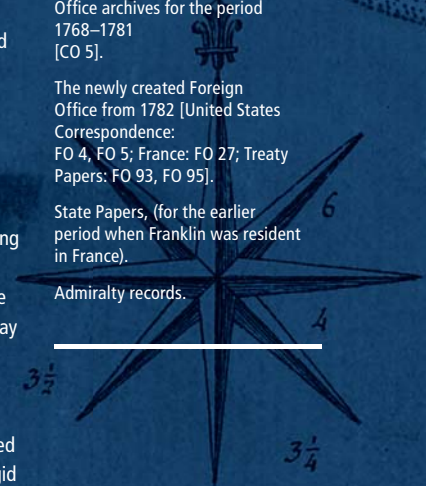 Office archives for the period
1768–1781
[CO 5].
The newly created Foreign
Office from 1782 [United States
Correspondence:
FO 4, FO 5; France: FO 27; Treaty
Papers: FO 93, FO 95].
State Papers, (for the earlier
period when Franklin was resident
in France).
Admiralty records.
6
4
3½
3¼